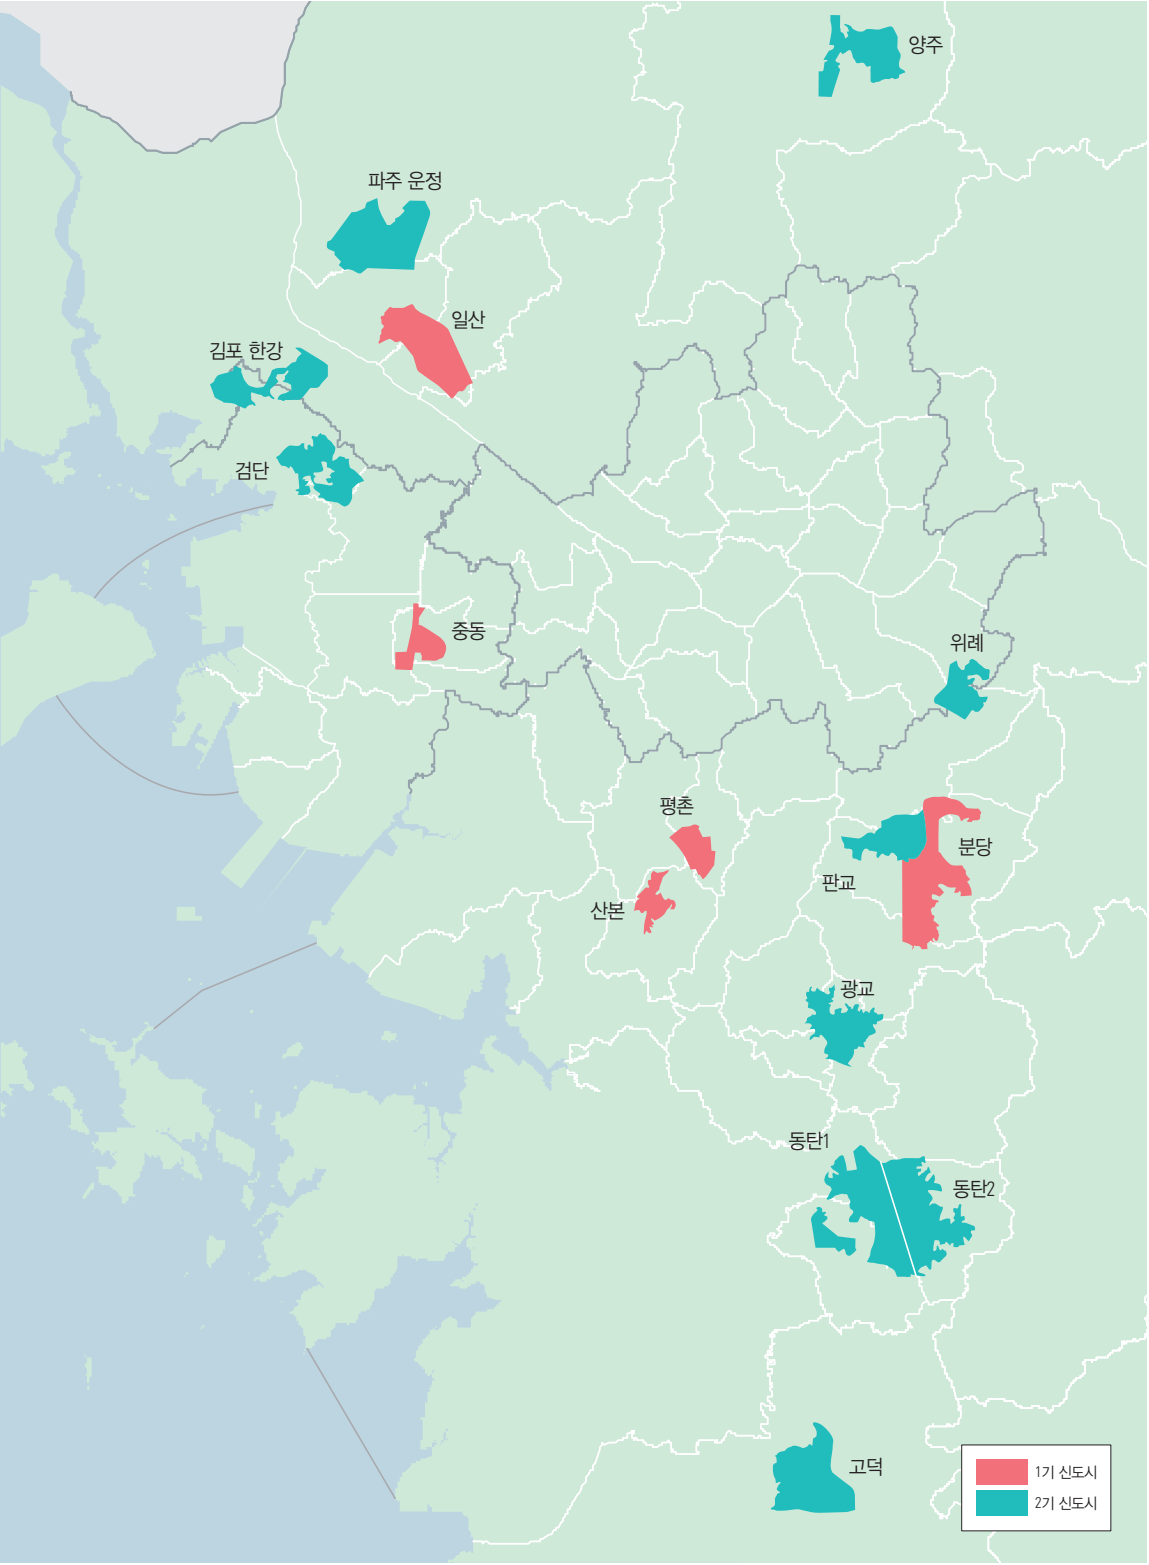 양주
파주 운정
일산
김포 한강
검단
중동
위례
평촌
분당
판교
산본
광교
동탄1
동탄2
고덕
1기 신도시
2기 신도시